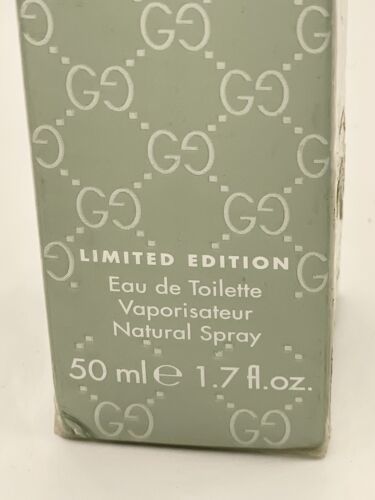 LIMITED EDITION
Eau de Toilette
Vaporisateur
Natural Spray
50 ml ℮ 1.7 fl.oz.